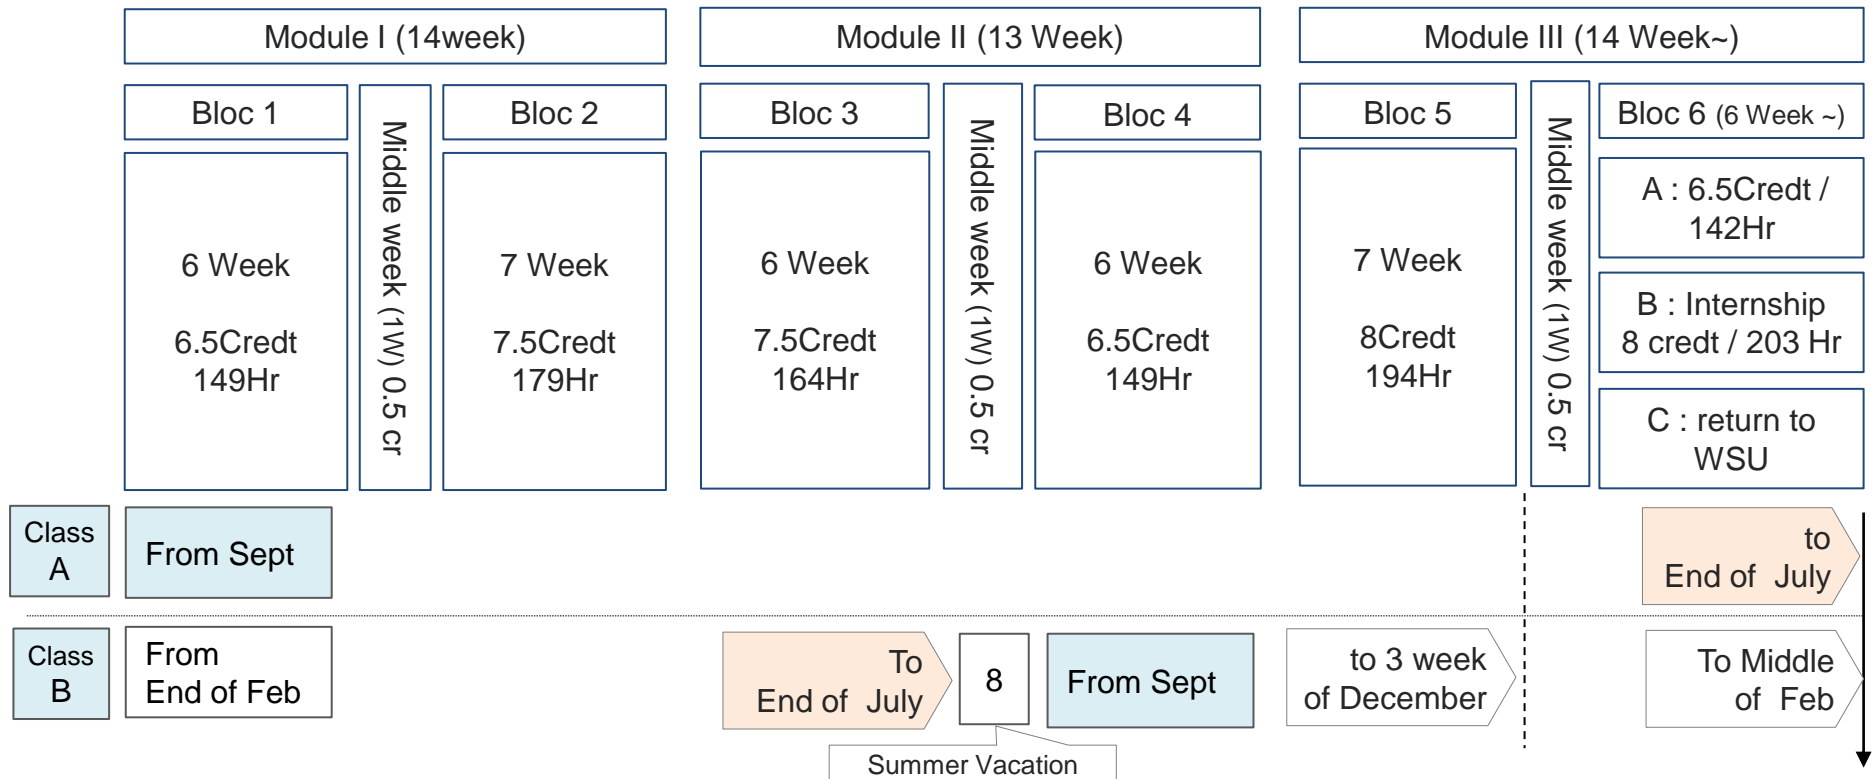 Module I (14week)
Module II (13 Week)
Module III (14 Week~)
Bloc 1
Middle week (1W) 0.5 cr
Bloc 2
Bloc 3
Middle week (1W) 0.5 cr
Bloc 4
Bloc 5
Middle week (1W) 0.5 cr
Bloc 6 (6 Week ~)
6 Week
6.5Credt
149Hr
7 Week
7.5Credt
179Hr
6 Week
7.5Credt
164Hr
6 Week
6.5Credt
149Hr
7 Week
8Credt
194Hr
A : 6.5Credt /
142Hr
B : Internship
8 credt / 203 Hr
C : return to
WSU
Class
A
From Sept
to
End of July
Class
B
From
End of Feb
To
End of July
8
From Sept
to 3 week
of December
To Middle
of Feb
Summer Vacation